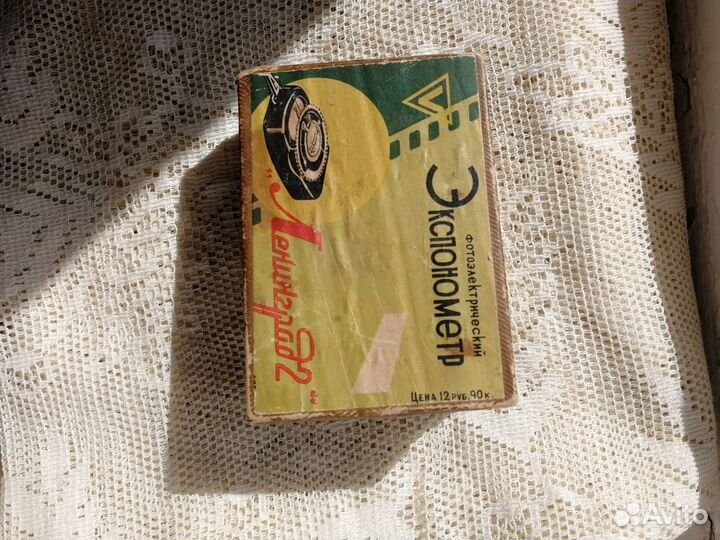 Фотоэлектрический
Экспонометр
„Ленинград 2"
Цена 12 руб. 90 к.
Avito